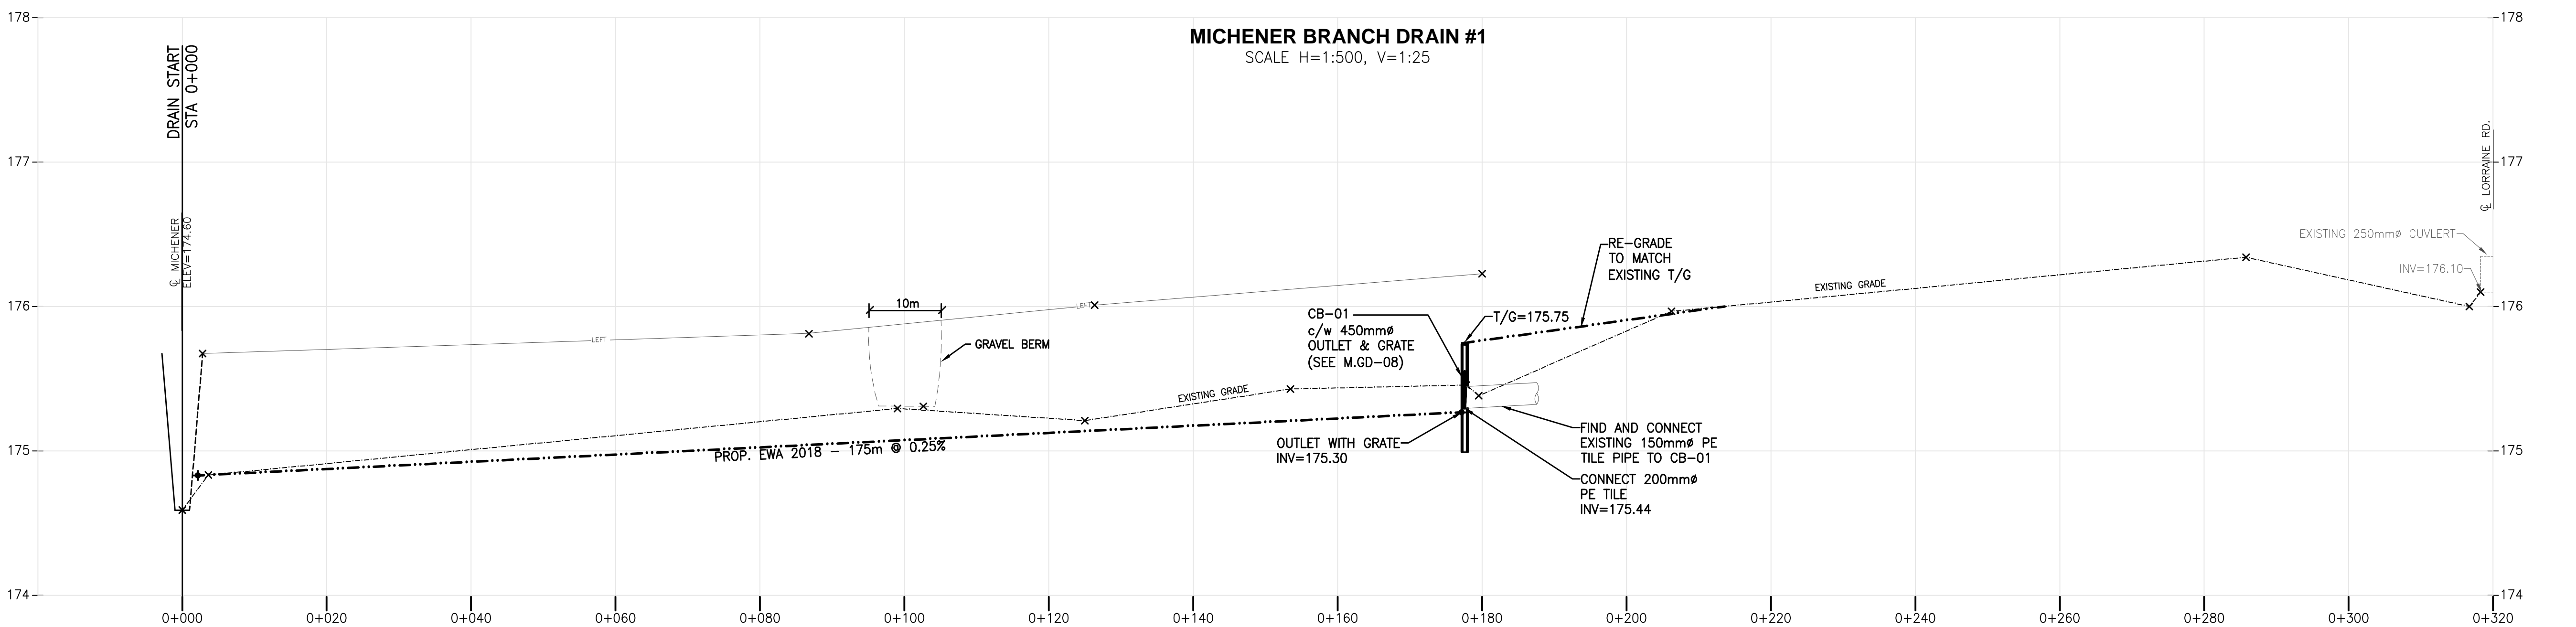 MICHENER BRANCH DRAIN #1
SCALE H=1:500, V=1:25
178
177
176
175
174
178
177
176
175
174
DRAIN START
STA 0+000
℄ MICHENER
ELEV=174.60
LEFT
10m
LEFT
GRAVEL BERM
EXISTING GRADE
PROP. EWA 2018 - 175m @ 0.25%
CB-01
c/w 450mmø
OUTLET & GRATE
(SEE M.GD-08)
T/G=175.75
RE-GRADE
TO MATCH
EXISTING T/G
OUTLET WITH GRATE
INV=175.30
FIND AND CONNECT
EXISTING 150mmø PE
TILE PIPE TO CB-01
CONNECT 200mmø
PE TILE
INV=175.44
EXISTING GRADE
EXISTING 250mmø CUVLERT
INV=176.10
℄ LORRAINE RD.
0+000
0+020
0+040
0+060
0+080
0+100
0+120
0+140
0+160
0+180
0+200
0+220
0+240
0+260
0+280
0+300
0+320